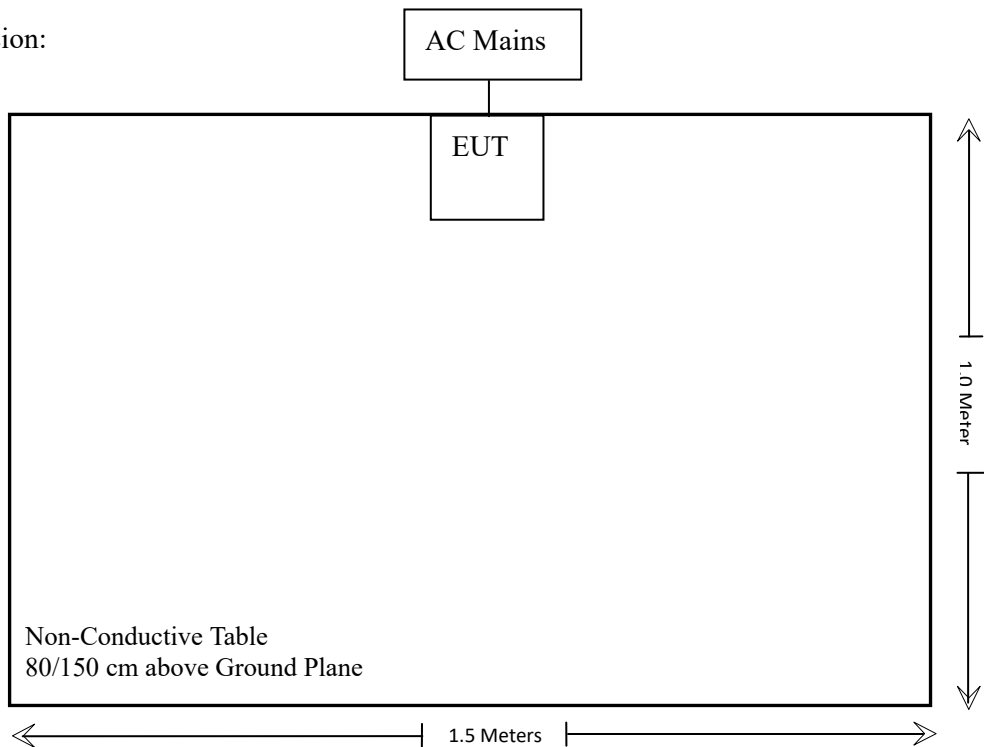 ion:
AC Mains
EUT
1.0 Meter
Non-Conductive Table
80/150 cm above Ground Plane
1.5 Meters